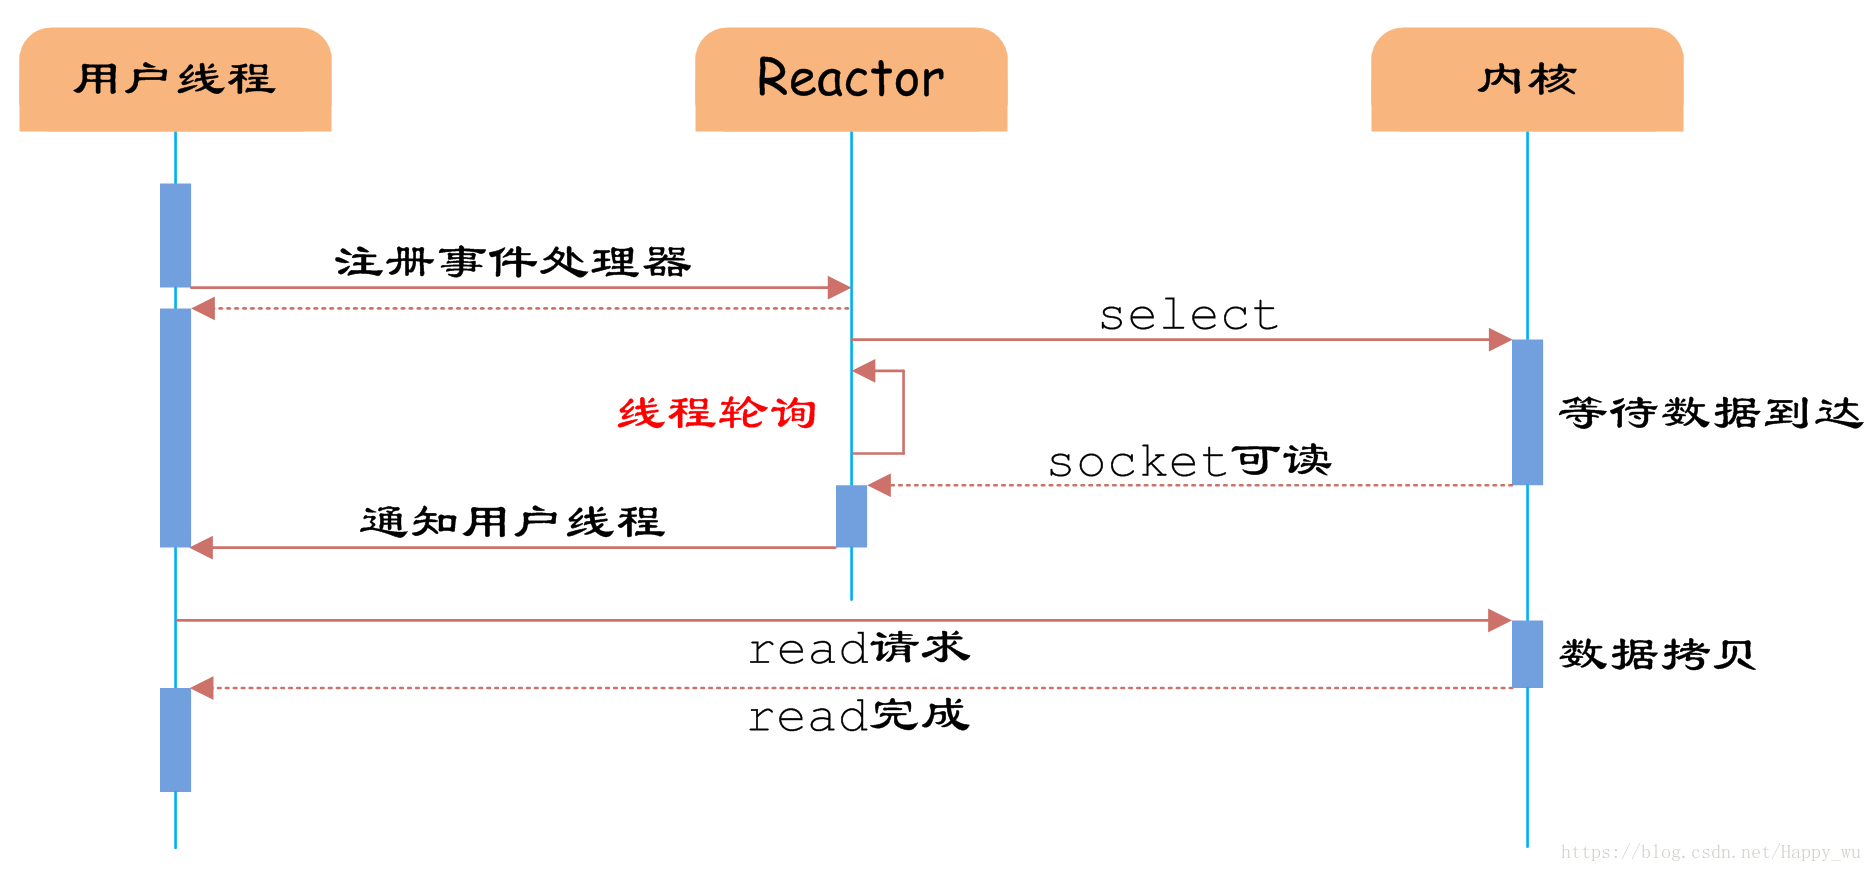 用户线程
Reactor
内核
注册事件处理器
select
线程轮询
等待数据到达
socket可读
通知用户线程
read请求
数据拷贝
read完成
https://blog.csdn.net/Happy_wu